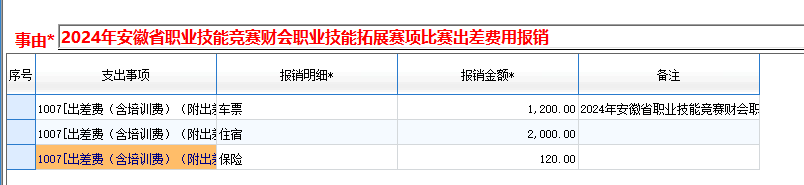 事由* 2024年安徽省职业技能竞赛财会职业技能拓展赛项比赛出差费用报销
序号 支出事项 报销明细* 报销金额* 备注
1007[出差费（含培训费）（附出差 车票 1,200.00 2024年安徽省职业技能竞赛财会职
1007[出差费（含培训费）（附出差 住宿 2,000.00
1007[出差费（含培训费）（附出差 保险 120.00